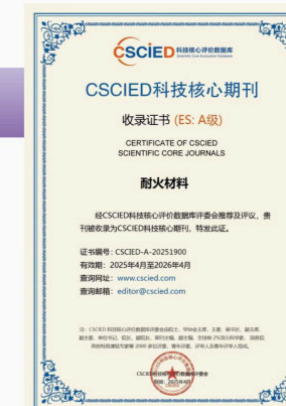 CSCIED 科技核心评价数据库
CSCIED科技核心期刊
收录证书 (ES: A级)
CERTIFICATE OF CSCIED
SCIENTIFIC CORE JOURNALS
耐火材料
经CSCIED科技核心评价数据库评委会推荐及评议，贵
刊被收录为CSCIED科技核心期刊，特发此证。
证书编号: CSCIED-A-20251900
有效期: 2025年4月至2026年4月
查询网址: www.cscied.com
查询邮箱: editor@cscied.com